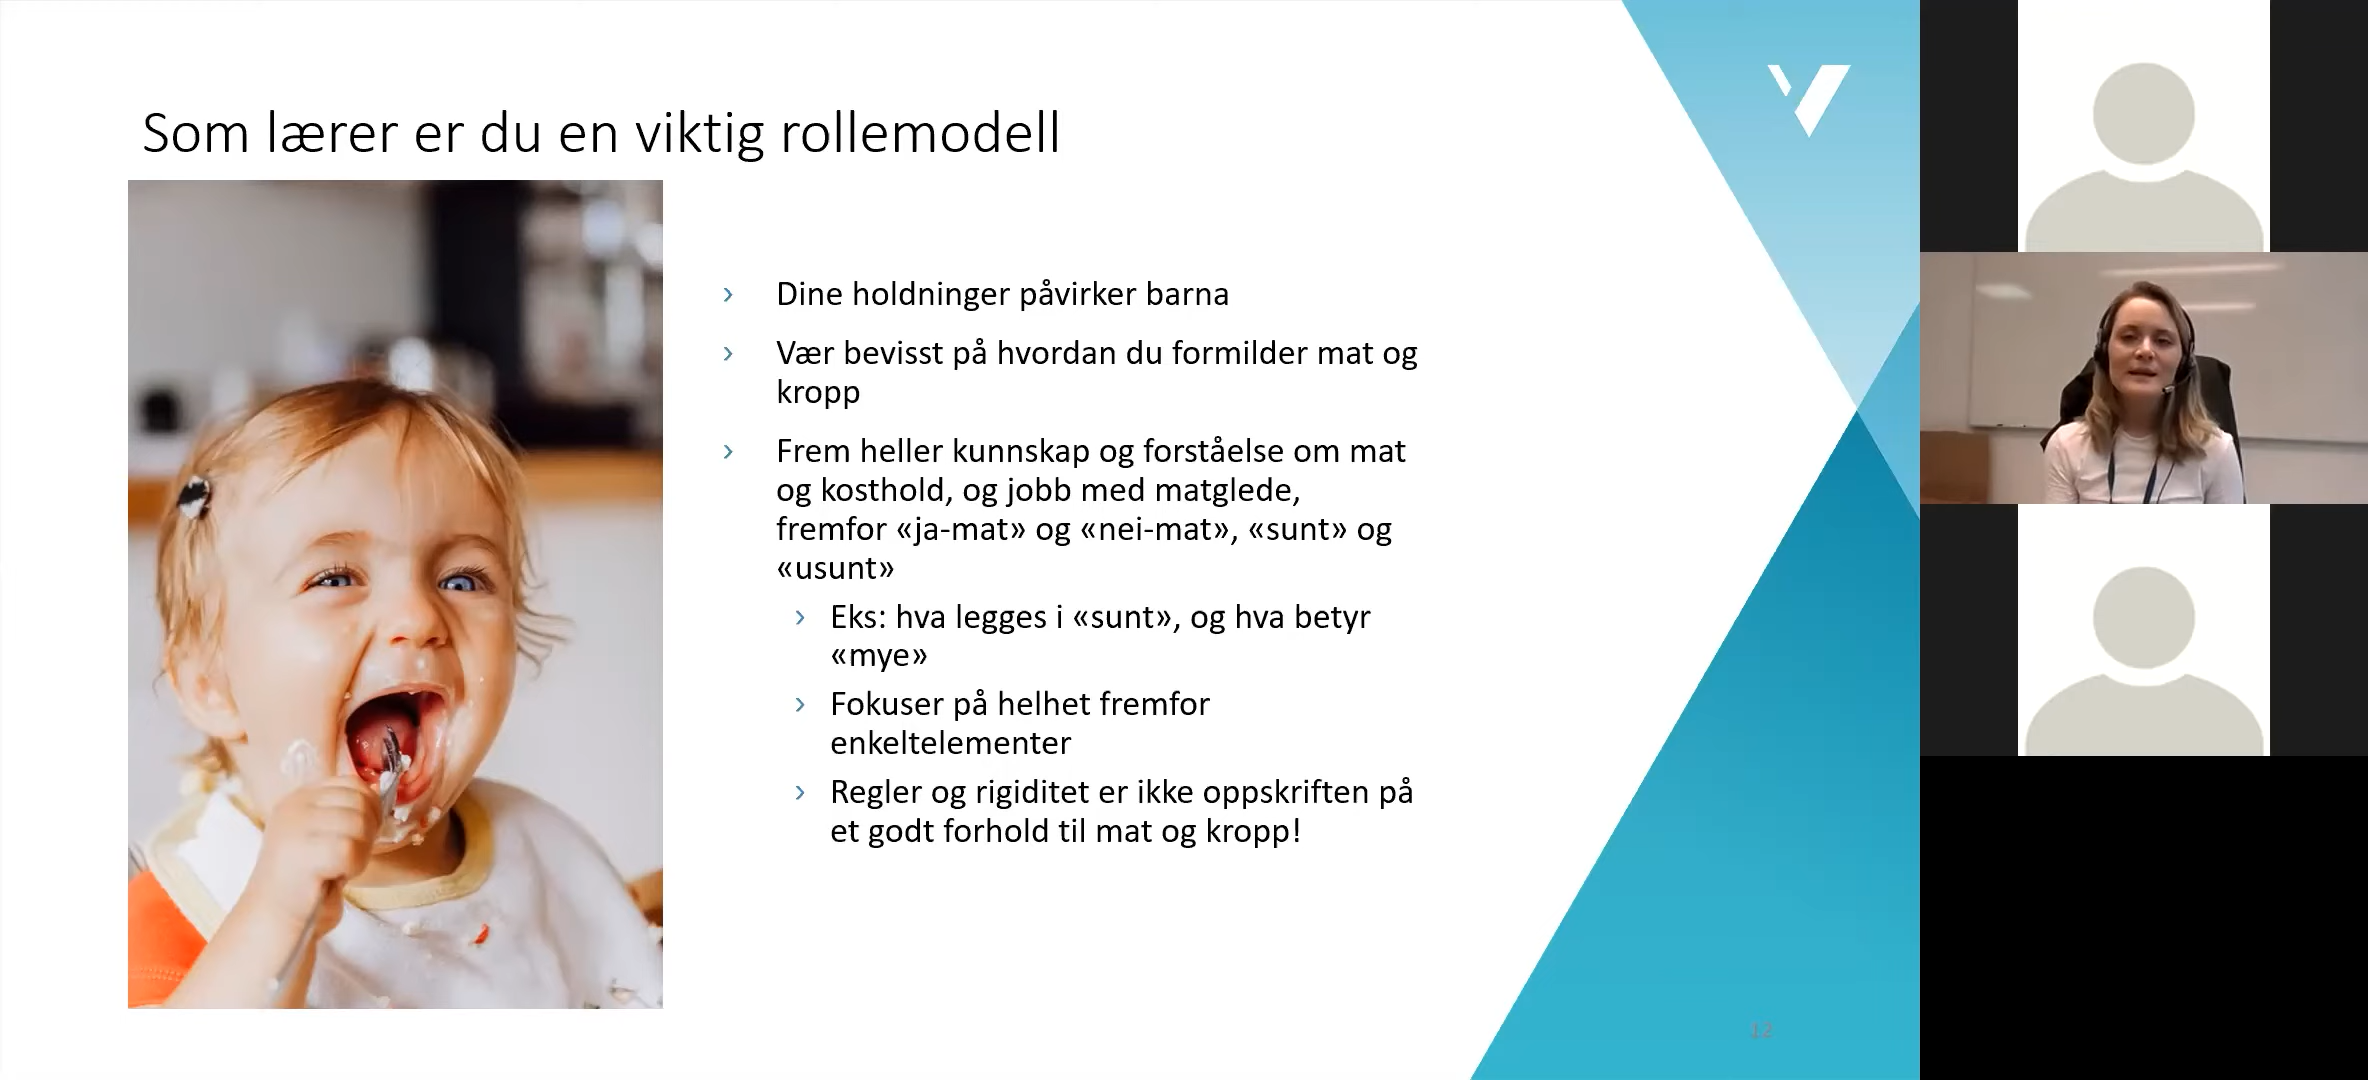 Som lærer er du en viktig rollemodell
› Dine holdninger påvirker barna
› Vær bevisst på hvordan du formilder mat og
kropp
› Frem heller kunnskap og forståelse om mat
og kosthold, og jobb med matglede,
fremfor «ja-mat» og «nei-mat», «sunt» og
«usunt»
› Eks: hva legges i «sunt», og hva betyr
«mye»
› Fokuser på helhet fremfor
enkeltelementer
› Regler og rigiditet er ikke oppskriften på
et godt forhold til mat og kropp!
12